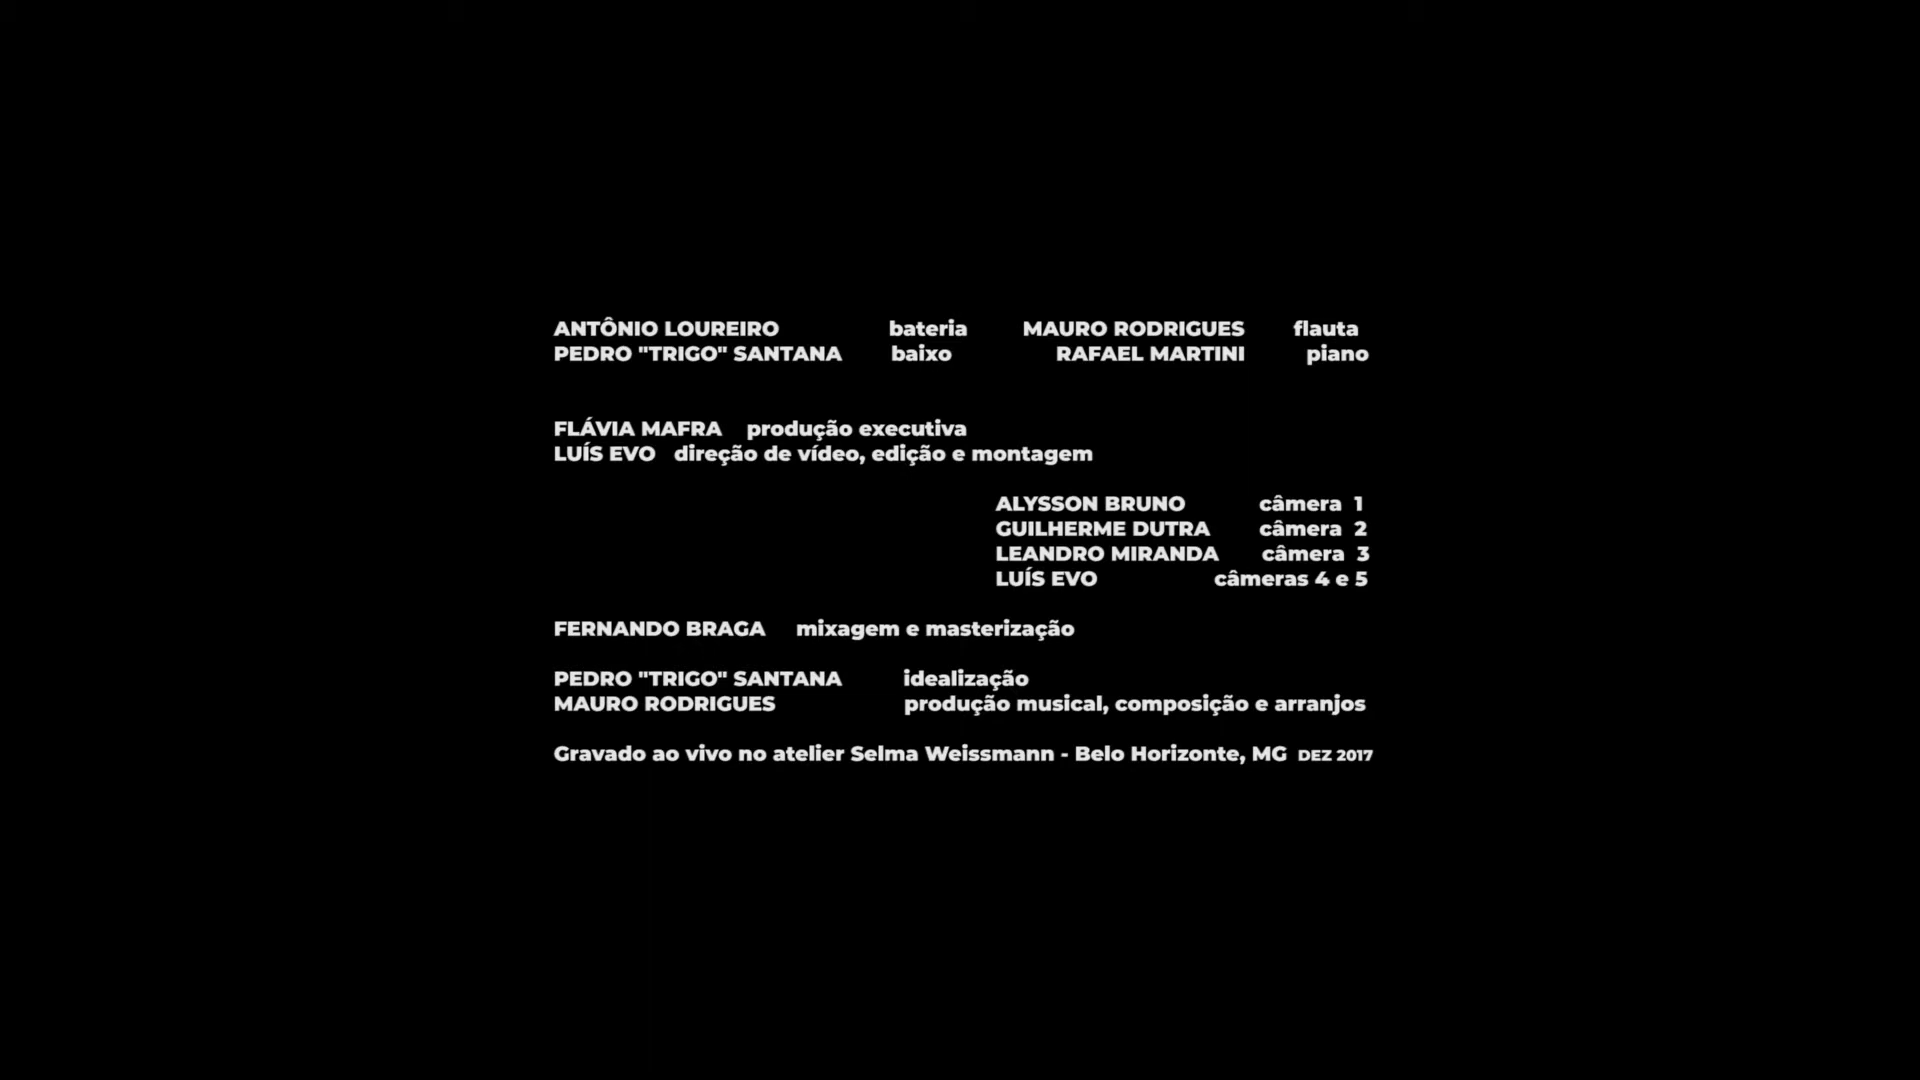 ANTÔNIO LOUREIRO bateria MAURO RODRIGUES flauta
PEDRO "TRIGO" SANTANA baixo RAFAEL MARTINI piano
FLÁVIA MAFRA produção executiva
LUÍS EVO direção de vídeo, edição e montagem
ALYSSON BRUNO câmera 1
GUILHERME DUTRA câmera 2
LEANDRO MIRANDA câmera 3
LUÍS EVO câmeras 4 e 5
FERNANDO BRAGA mixagem e masterização
PEDRO "TRIGO" SANTANA idealização
MAURO RODRIGUES produção musical, composição e arranjos
Gravado ao vivo no atelier Selma Weissmann - Belo Horizonte, MG DEZ 2017